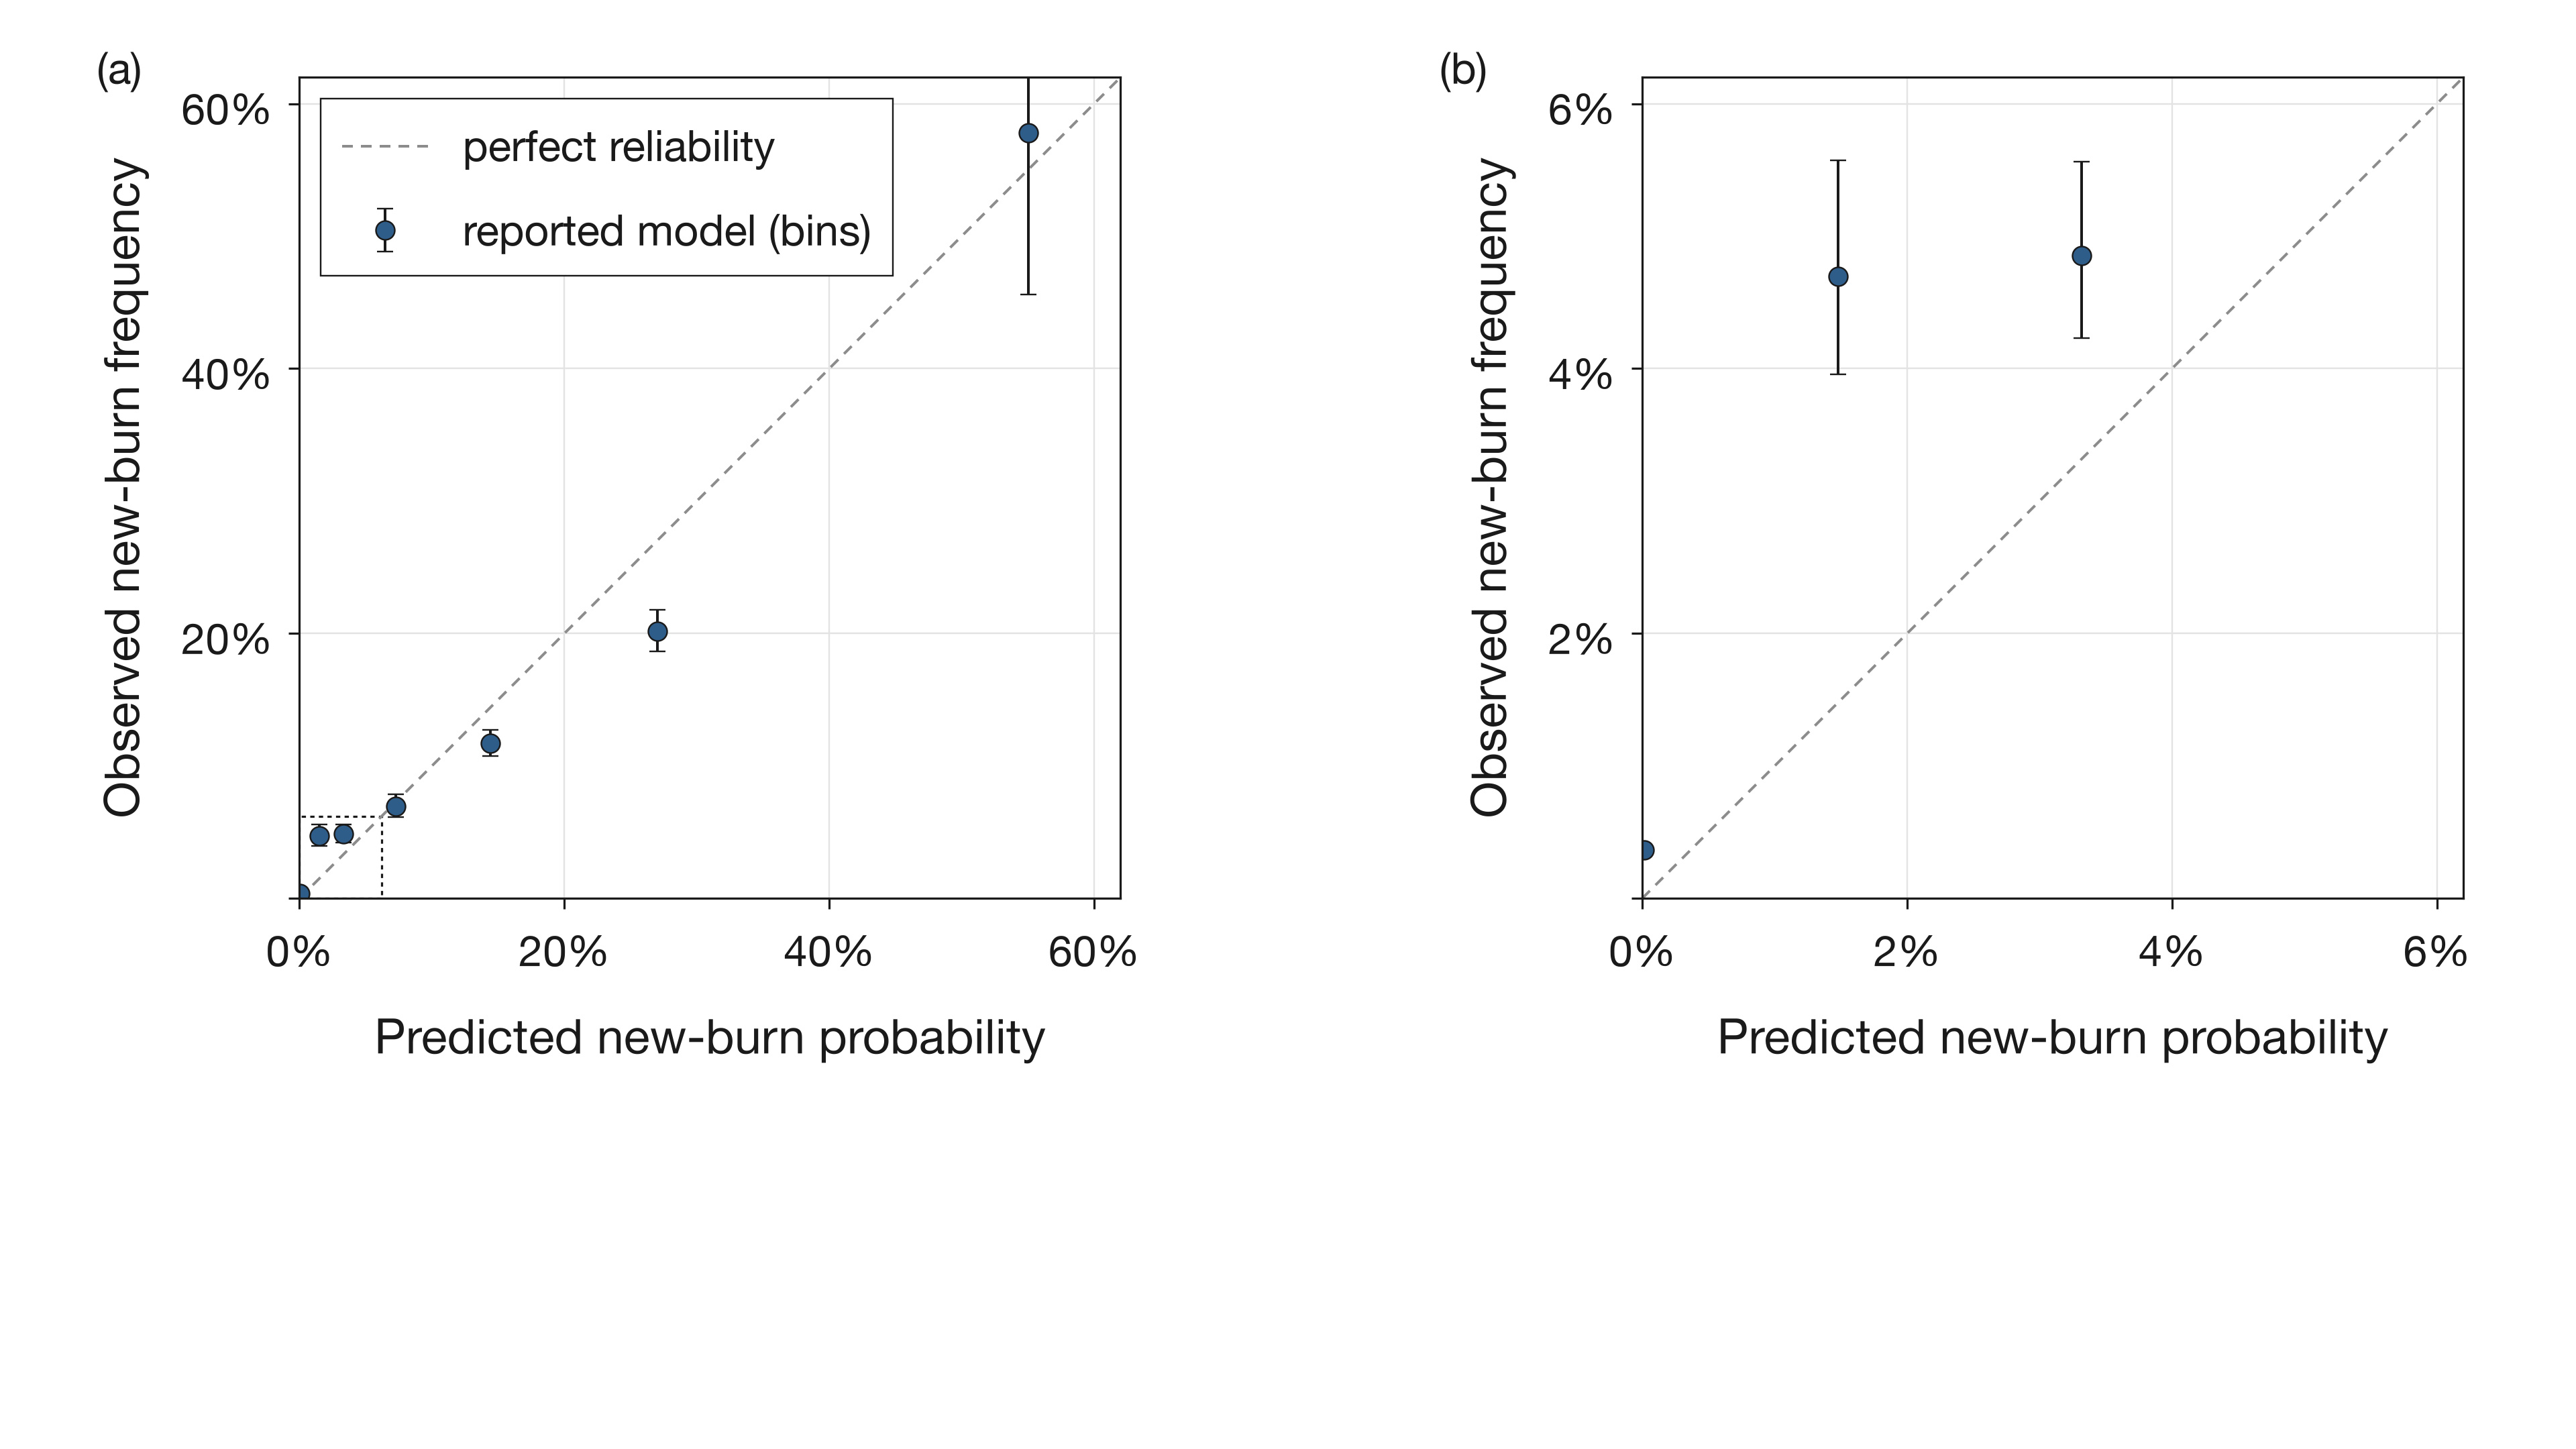 (a)
60%
40%
20%
Observed new-burn frequency
perfect reliability
reported model (bins)
0%
20%
40%
60%
Predicted new-burn probability
(b)
6%
4%
2%
Observed new-burn frequency
0%
2%
4%
6%
Predicted new-burn probability